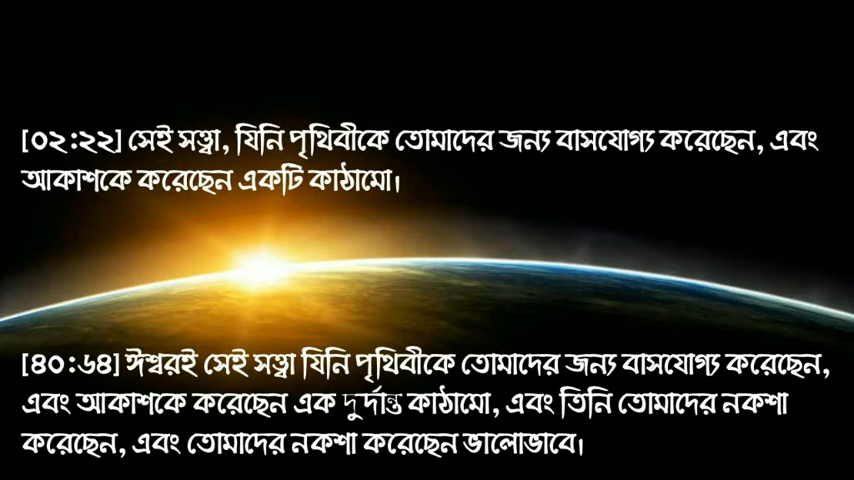 [০২:২২] সেই সত্ত্বা, যিনি পৃথিবীকে তোমাদের জন্য বাসযোগ্য করেছেন, এবং
আকাশকে করেছেন একটি কাঠামো।
[৪০:৬৪] ঈশ্বরই সেই সত্ত্বা যিনি পৃথিবীকে তোমাদের জন্য বাসযোগ্য করেছেন,
এবং আকাশকে করেছেন এক দুর্দান্ত কাঠামো, এবং তিনি তোমাদের নকশা
করেছেন, এবং তোমাদের নকশা করেছেন ভালোভাবে।